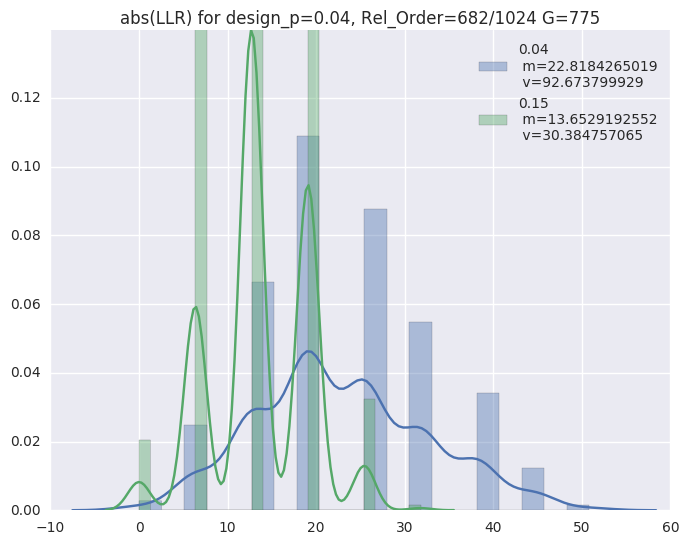 abs(LLR) for design_p=0.04, Rel_Order=682/1024 G=775
0.04
m=22.8184265019
v=92.673799929
0.15
m=13.6529192552
v=30.384757065
0.12
0.10
0.08
0.06
0.04
0.02
0.00
−10 0 10 20 30 40 50 60